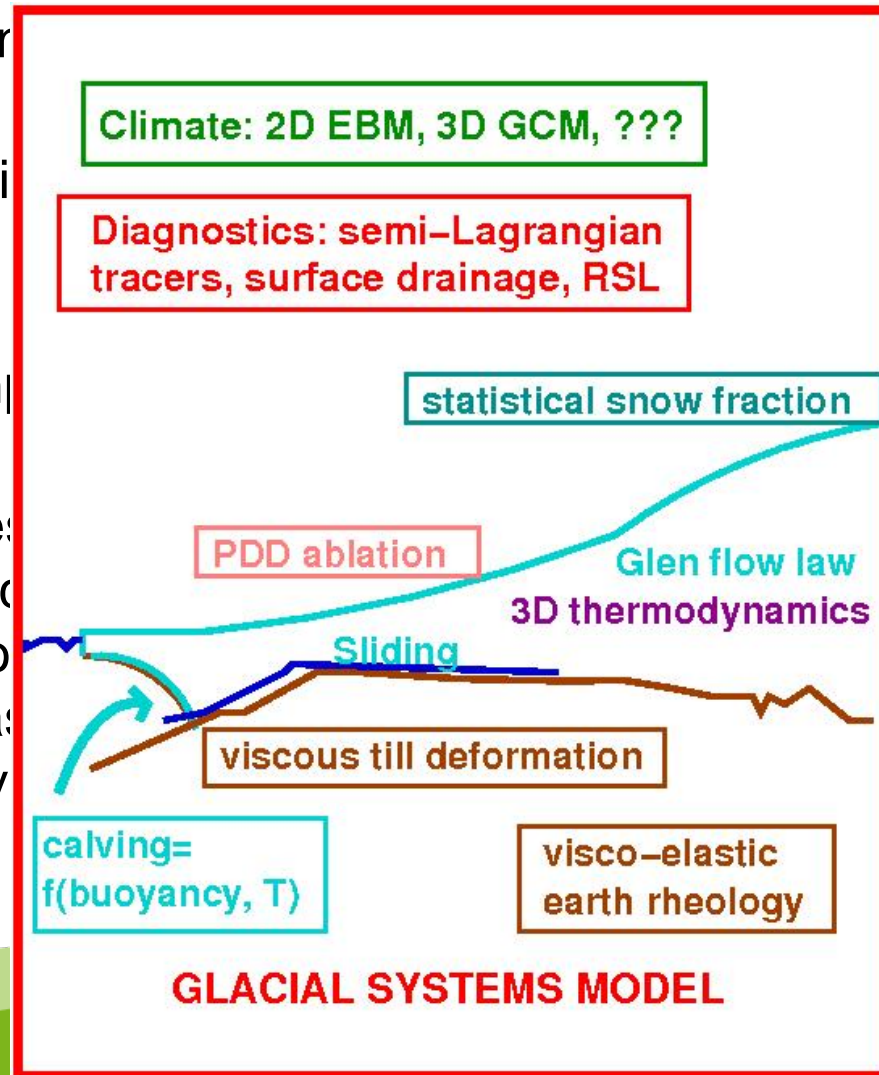 Climate: 2D EBM, 3D GCM, ???
Diagnostics: semi–Lagrangian
tracers, surface drainage, RSL
statistical snow fraction
PDD ablation
Glen flow law
3D thermodynamics
Sliding
viscous till deformation
calving=
f(buoyancy, T)
visco–elastic
earth rheology
GLACIAL SYSTEMS MODEL